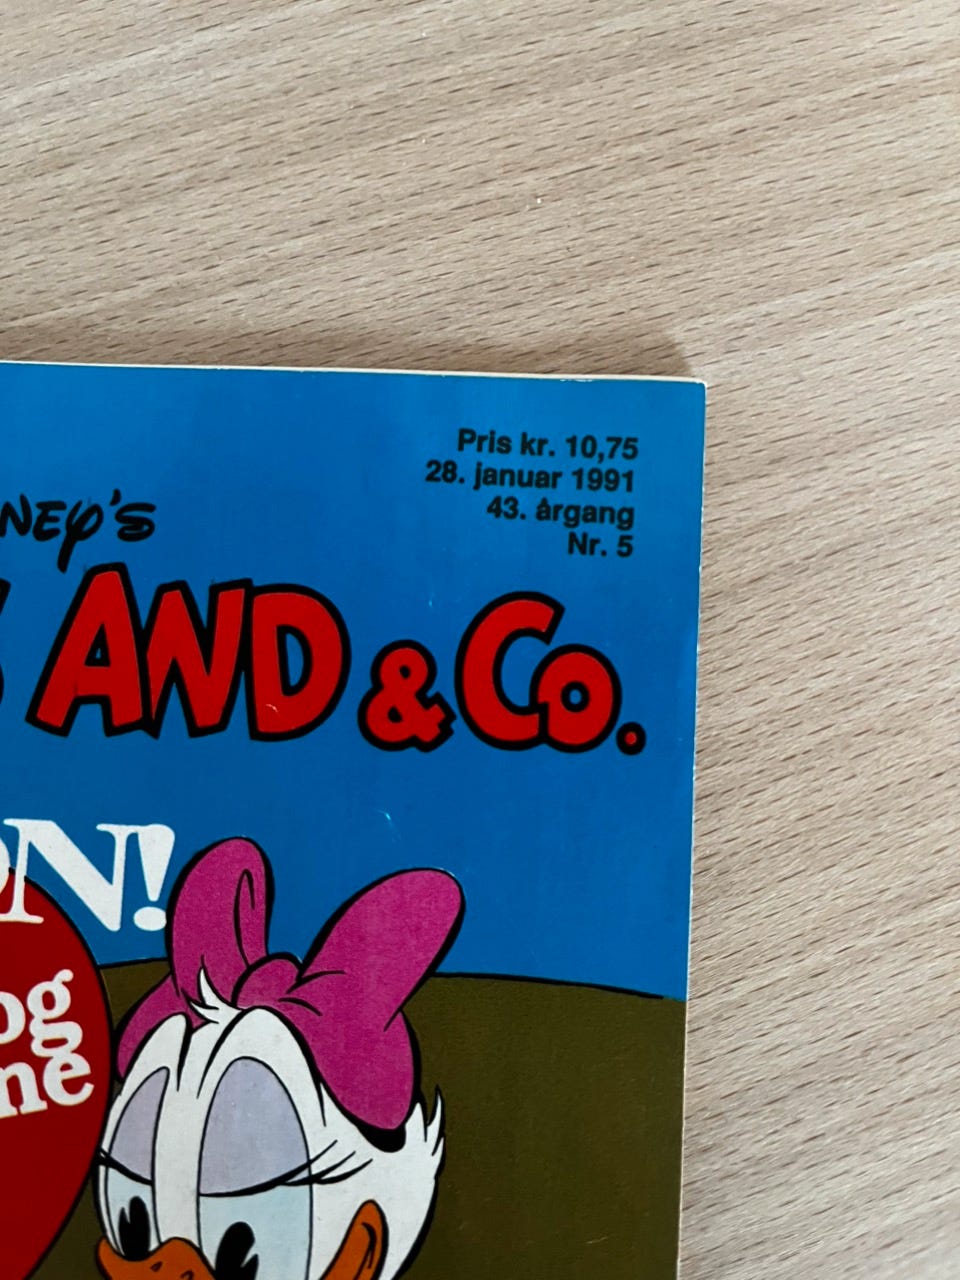 Pris kr. 10,75
28. januar 1991
43. årgang
Nr. 5
NEY'S
AND & Co.
ON!
og
ne